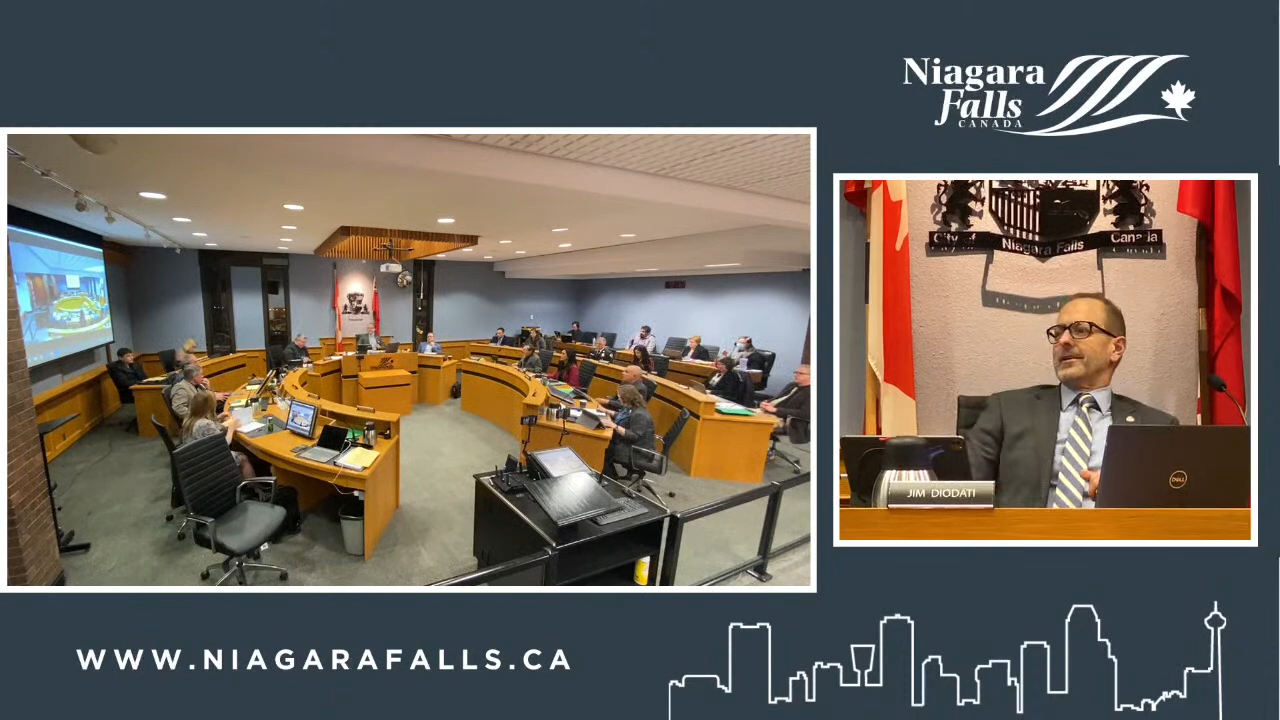 Niagara
Falls
CANADA
City of
Niagara Falls
Canada
JIM DIODATI
DELL
WWW.NIAGARAFALLS.CA